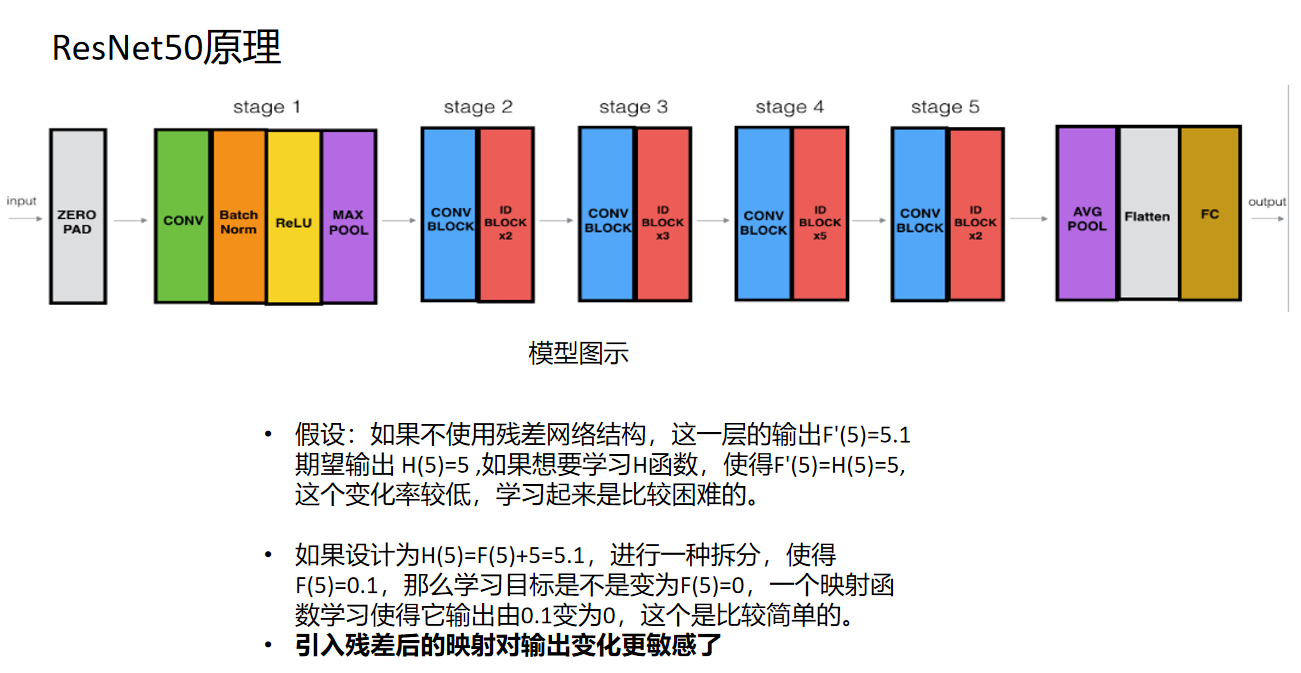 ResNet50原理
stage 1
stage 2
stage 3
stage 4
stage 5
input
ZERO
PAD
CONV
Batch
Norm
ReLU
MAX
POOL
CONV
BLOCK
ID
BLOCK
x2
CONV
BLOCK
ID
BLOCK
x3
CONV
BLOCK
ID
BLOCK
x5
CONV
BLOCK
ID
BLOCK
x2
AVG
POOL
Flatten
FC
output
模型图示
• 假设：如果不使用残差网络结构，这一层的输出F'(5)=5.1
期望输出 H(5)=5 ,如果想要学习H函数，使得F'(5)=H(5)=5,
这个变化率较低，学习起来是比较困难的。
• 如果设计为H(5)=F(5)+5=5.1，进行一种拆分，使得
F(5)=0.1，那么学习目标是不是变为F(5)=0，一个映射函
数学习使得它输出由0.1变为0，这个是比较简单的。
• 引入残差后的映射对输出变化更敏感了